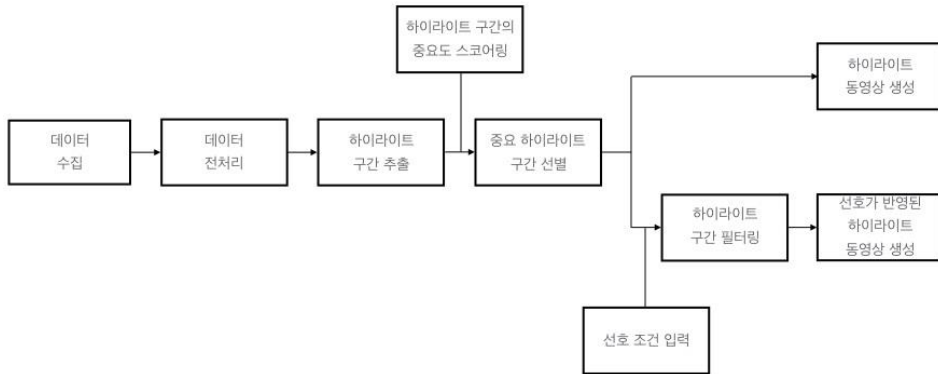 하이라이트 구간의
중요도 스코어링
하이라이트
동영상 생성
데이터
수집
데이터
전처리
하이라이트
구간 추출
중요 하이라이트
구간 선별
하이라이트
구간 필터링
선호가 반영된
하이라이트
동영상 생성
선호 조건 입력